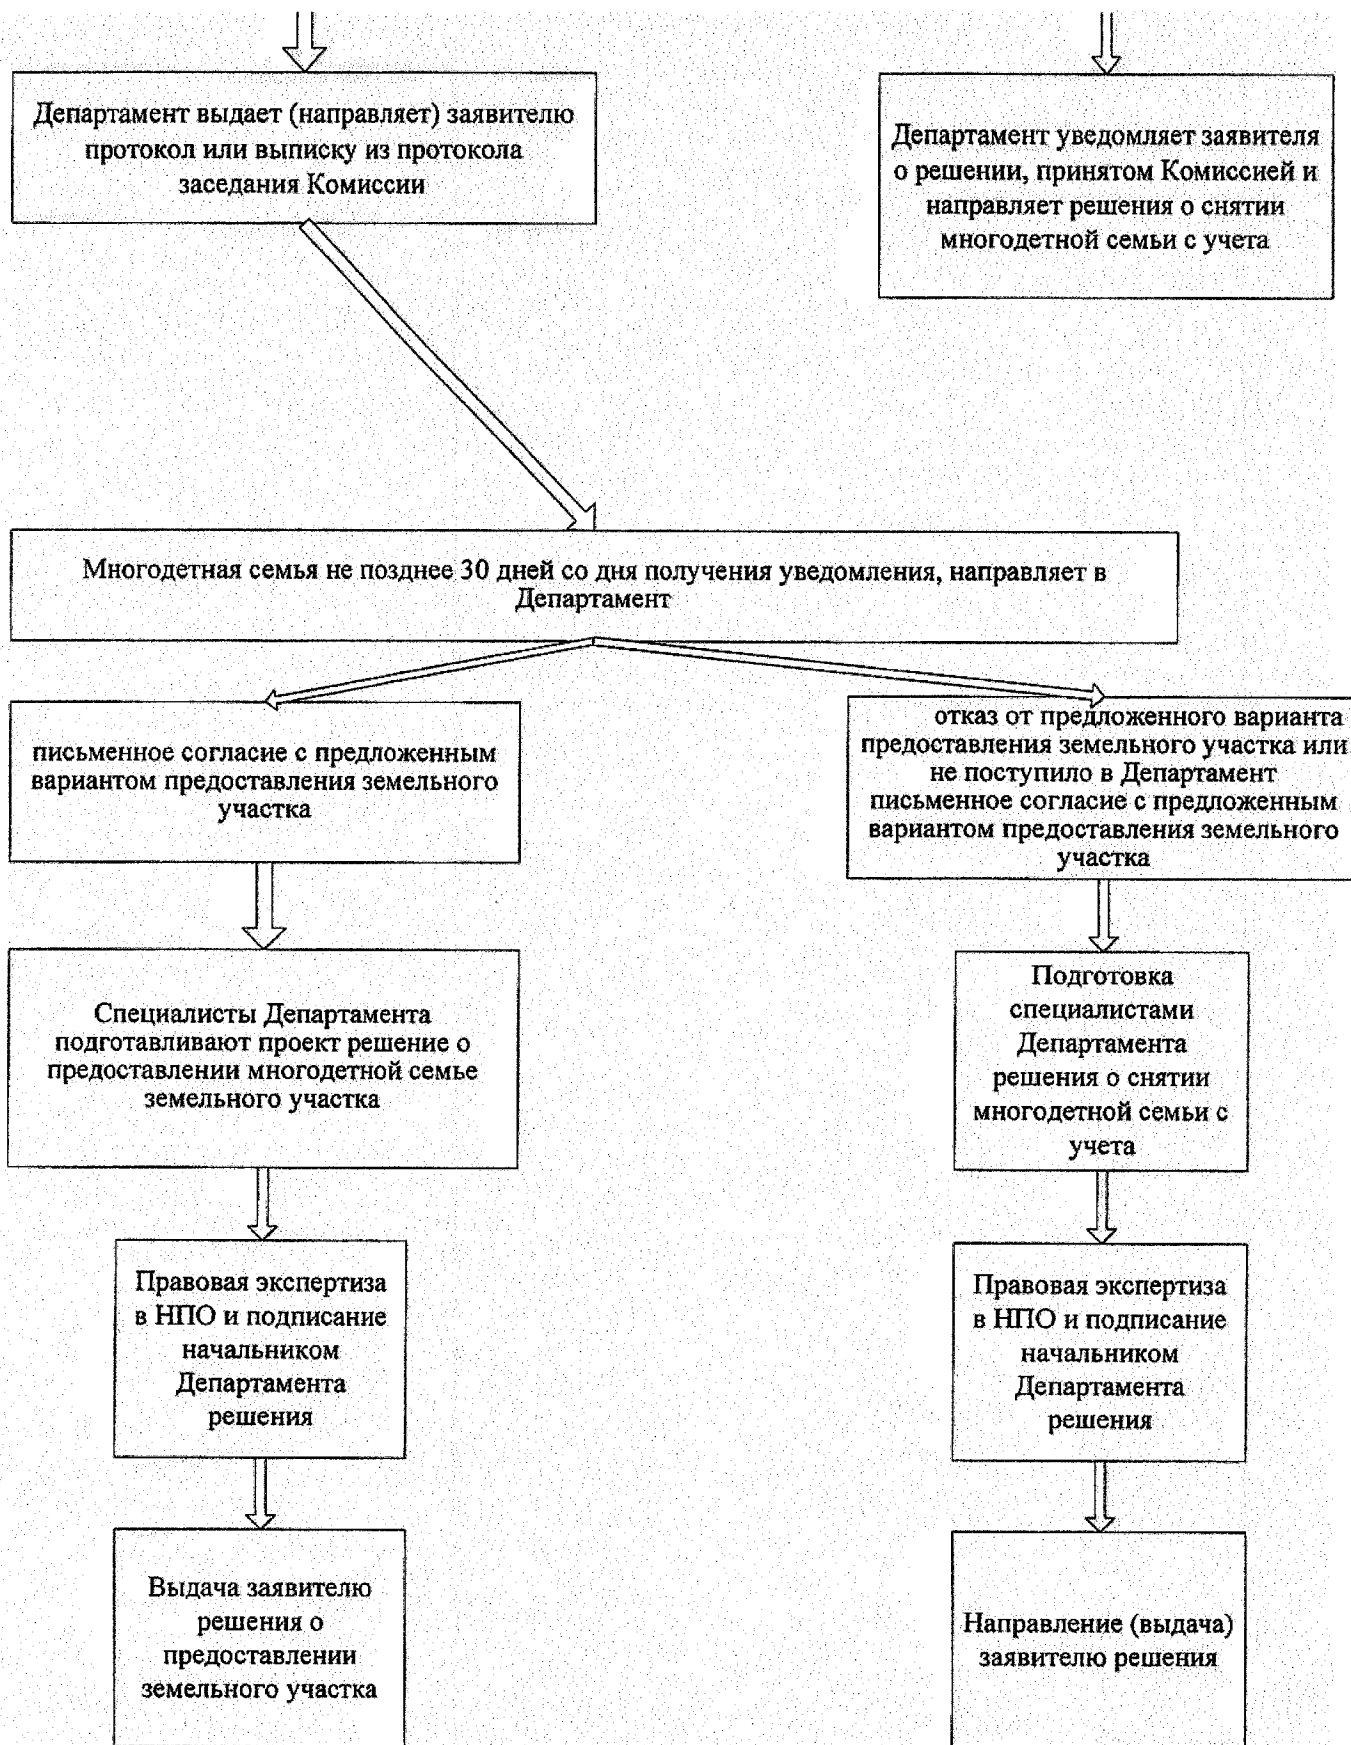 Департамент выдает (направляет) заявителю
протокол или выписку из протокола
заседания Комиссии
Департамент уведомляет заявителя
о решении, принятом Комиссией и
направляет решения о снятии
многодетной семьи с учета
Многодетная семья не позднее 30 дней со дня получения уведомления, направляет в
Департамент
письменное согласие с предложенным
вариантом предоставления земельного
участка
отказ от предложенного варианта
предоставления земельного участка или
не поступило в Департамент
письменное согласие с предложенным
вариантом предоставления земельного
участка
Специалисты Департамента
подготавливают проект решение о
предоставлении многодетной семье
земельного участка
Подготовка
специалистами
Департамента
решения о снятии
многодетной семьи с
учета
Правовая экспертиза
в НПО и подписание
начальником
Департамента
решения
Правовая экспертиза
в НПО и подписание
начальником
Департамента
решения
Выдача заявителю
решения о
предоставлении
земельного участка
Направление (выдача)
заявителю решения